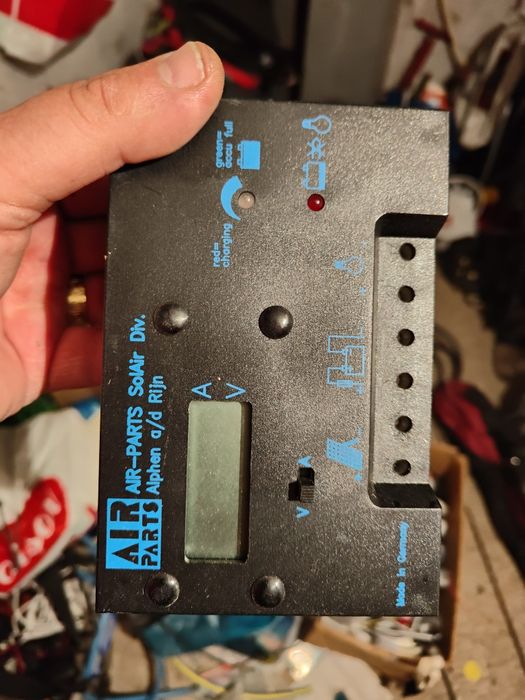 AIR
PARTS
AIR-PARTS SolAir Div.
Alphen a/d Rijn
A
V
red=
charging
green=
accu full
V
A
Made in Germany